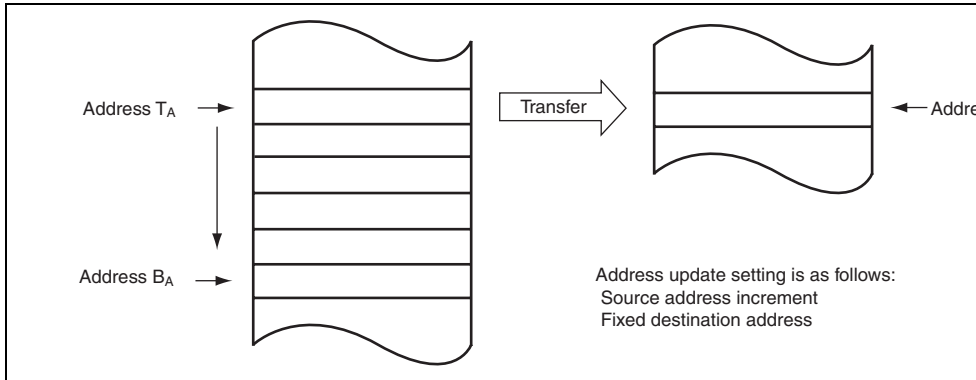 Address TA
Transfer
Address BA
Address update setting is as follows:
Source address increment
Fixed destination address